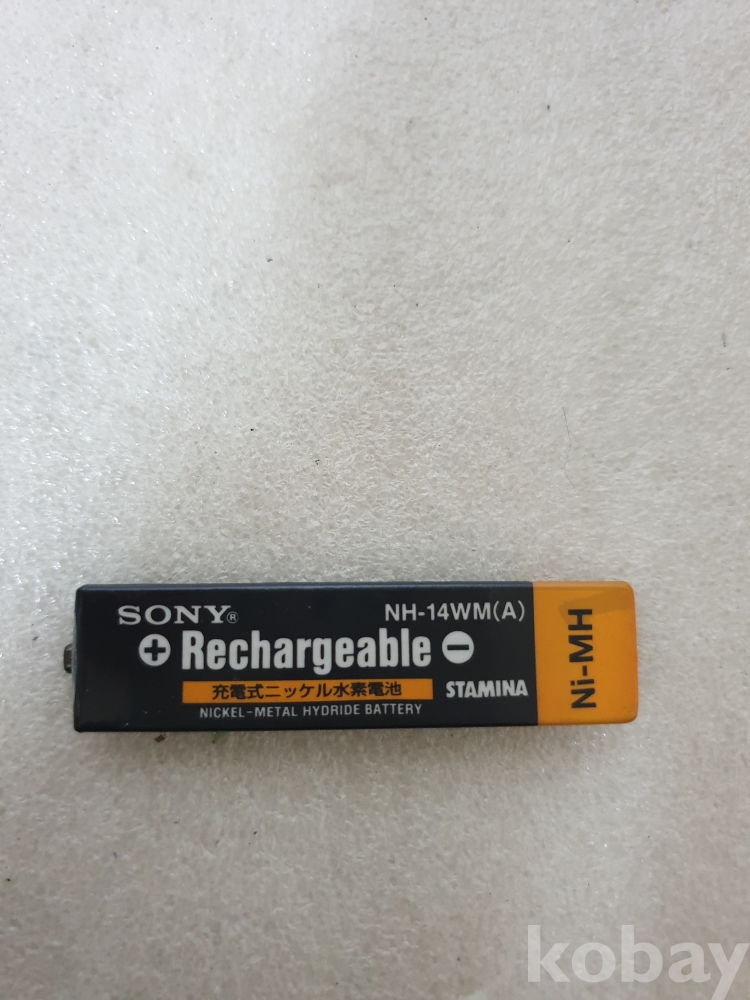 SONY® NH-14WM(A)
+ Rechargeable −
充電式ニッケル水素電池 STAMINA
NICKEL-METAL HYDRIDE BATTERY
Ni-MH
kobay